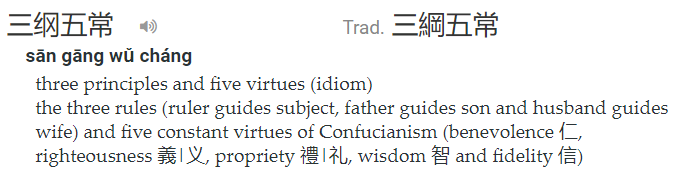 三纲五常 Trad. 三綱五常
sān gāng wǔ cháng
three principles and five virtues (idiom)
the three rules (ruler guides subject, father guides son and husband guides
wife) and five constant virtues of Confucianism (benevolence 仁,
righteousness 義|义, propriety 禮|礼, wisdom 智 and fidelity 信)